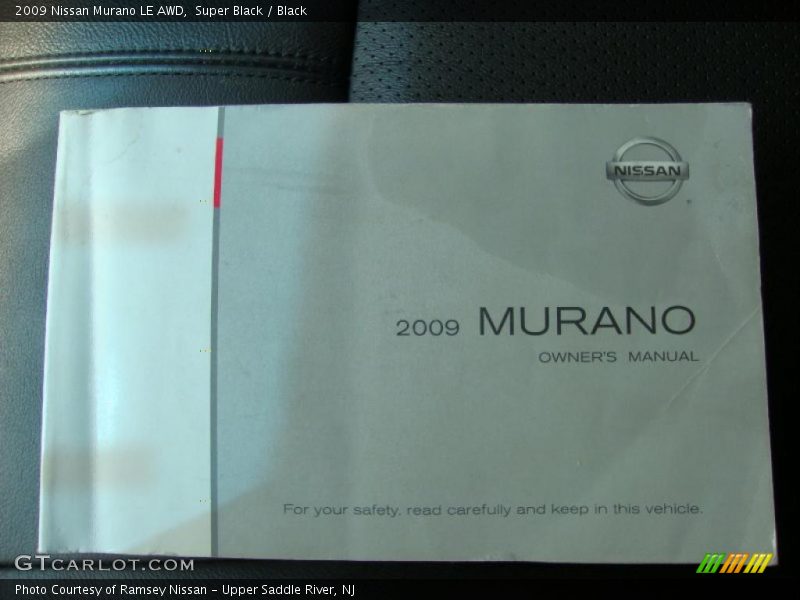 2009 Nissan Murano LE AWD,  Super Black / Black
NISSAN
2009 MURANO
OWNER'S MANUAL
For your safety, read carefully and keep in this vehicle.
GTCARLOT.COM
Photo Courtesy of Ramsey Nissan - Upper Saddle River, NJ